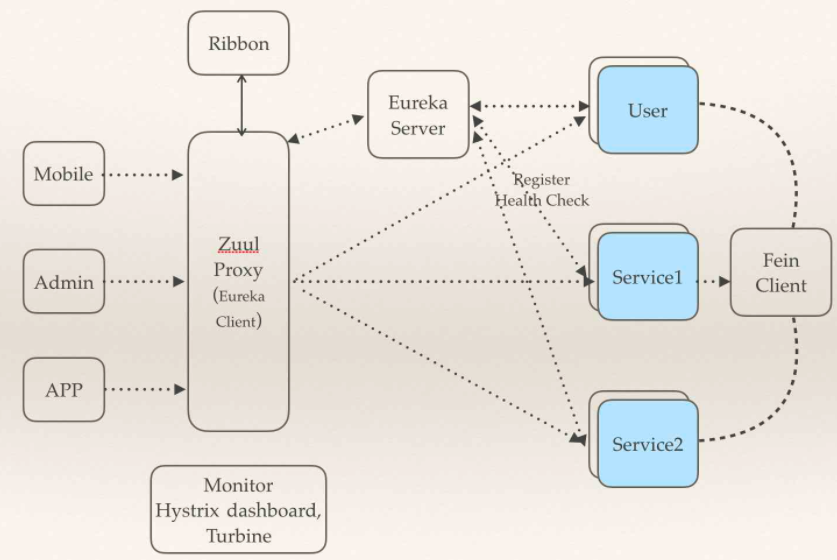 Ribbon
Eureka
Server
User
Mobile
Register
Health Check
Zuul
Proxy
(Eureka
Client)
Admin
Service1
Fein
Client
APP
Service2
Monitor
Hystrix dashboard,
Turbine